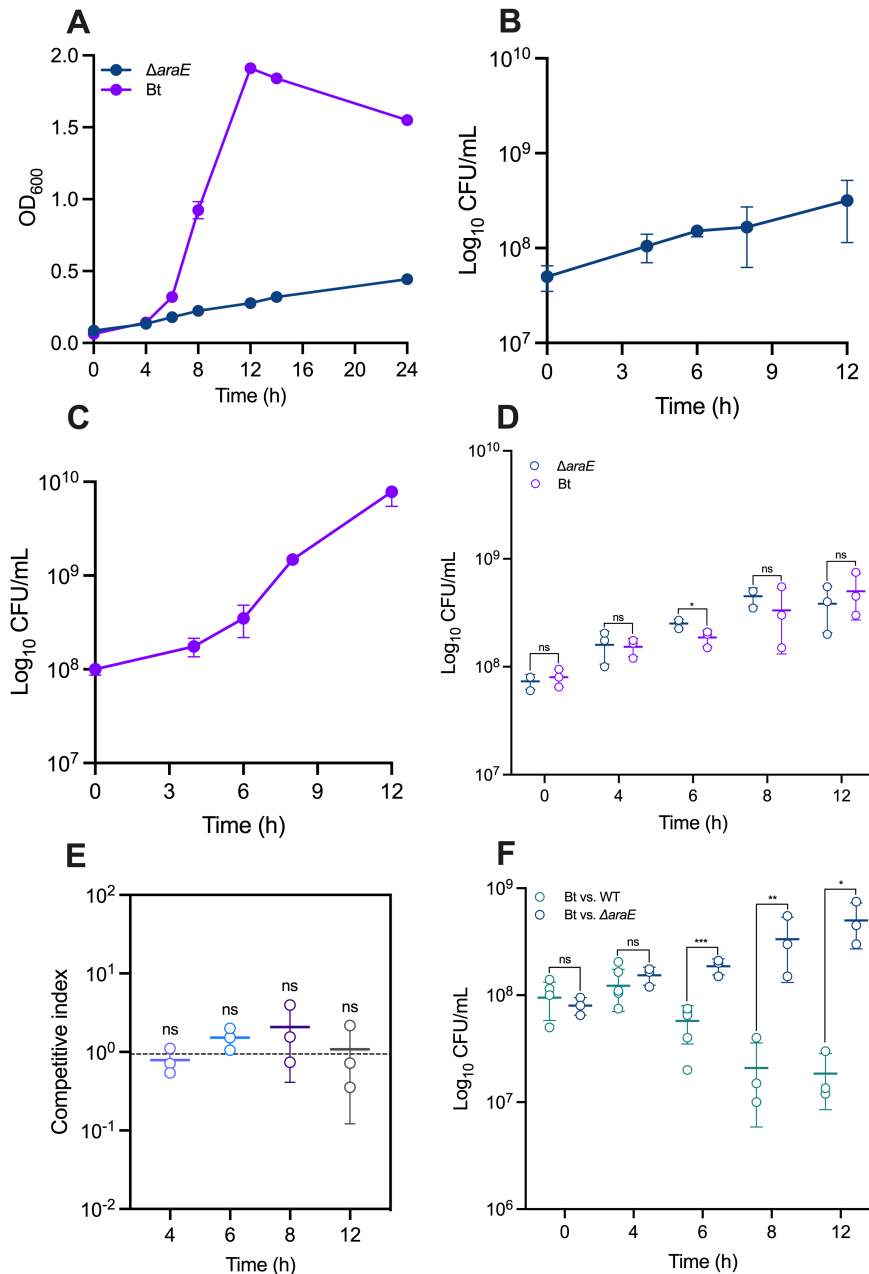 A
ΔaraE
Bt
2.0
1.5
1.0
0.5
0.0
OD600
0 4 8 12 16 20 24
Time (h)
B
10^10
10^9
10^8
10^7
Log10 CFU/mL
0 3 6 9 12
Time (h)
C
10^10
10^9
10^8
10^7
Log10 CFU/mL
0 3 6 9 12
Time (h)
D
ΔaraE
Bt
10^10
10^9
10^8
10^7
Log10 CFU/mL
ns ns * ns ns
0 4 6 8 12
Time (h)
E
10^2
10^1
10^0
10^-1
10^-2
Competitive index
ns ns ns ns
4 6 8 12
Time (h)
F
Bt vs. WT
Bt vs. ΔaraE
10^9
10^8
10^7
10^6
Log10 CFU/mL
ns ns *** ** *
0 4 6 8 12
Time (h)